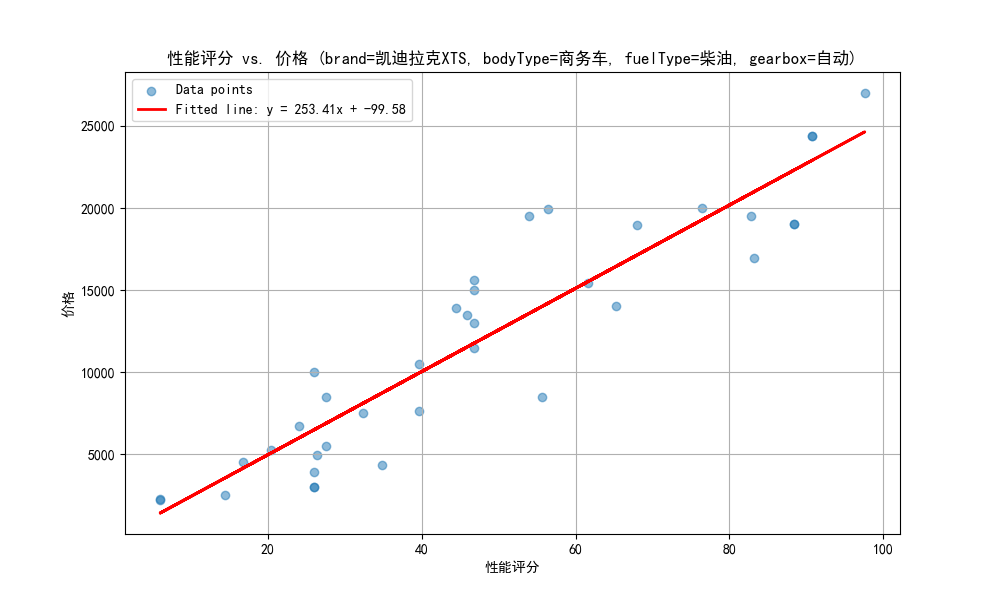 性能评分 vs. 价格 (brand=凯迪拉克XTS, bodyType=商务车, fuelType=柴油, gearbox=自动)
Data points
Fitted line: y = 253.41x + -99.58
25000
20000
15000
10000
5000
价格
20
40
60
80
100
性能评分